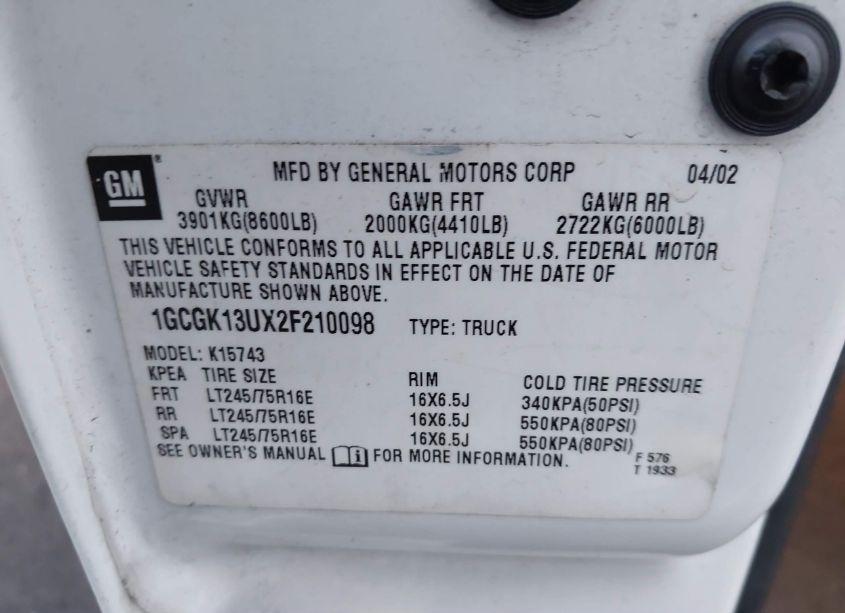 GM ® MFD BY GENERAL MOTORS CORP 04/02
GVWR GAWR FRT GAWR RR
3901KG(8600LB) 2000KG(4410LB) 2722KG(6000LB)
THIS VEHICLE CONFORMS TO ALL APPLICABLE U.S. FEDERAL MOTOR
VEHICLE SAFETY STANDARDS IN EFFECT ON THE DATE OF
MANUFACTURE SHOWN ABOVE.
1GCGK13UX2F210098 TYPE: TRUCK
MODEL: K15743
KPEA TIRE SIZE RIM COLD TIRE PRESSURE
FRT LT245/75R16E 16X6.5J 340KPA(50PSI)
RR LT245/75R16E 16X6.5J 550KPA(80PSI)
SPA LT245/75R16E 16X6.5J 550KPA(80PSI)
SEE OWNER'S MANUAL i FOR MORE INFORMATION. F 576
T 1933